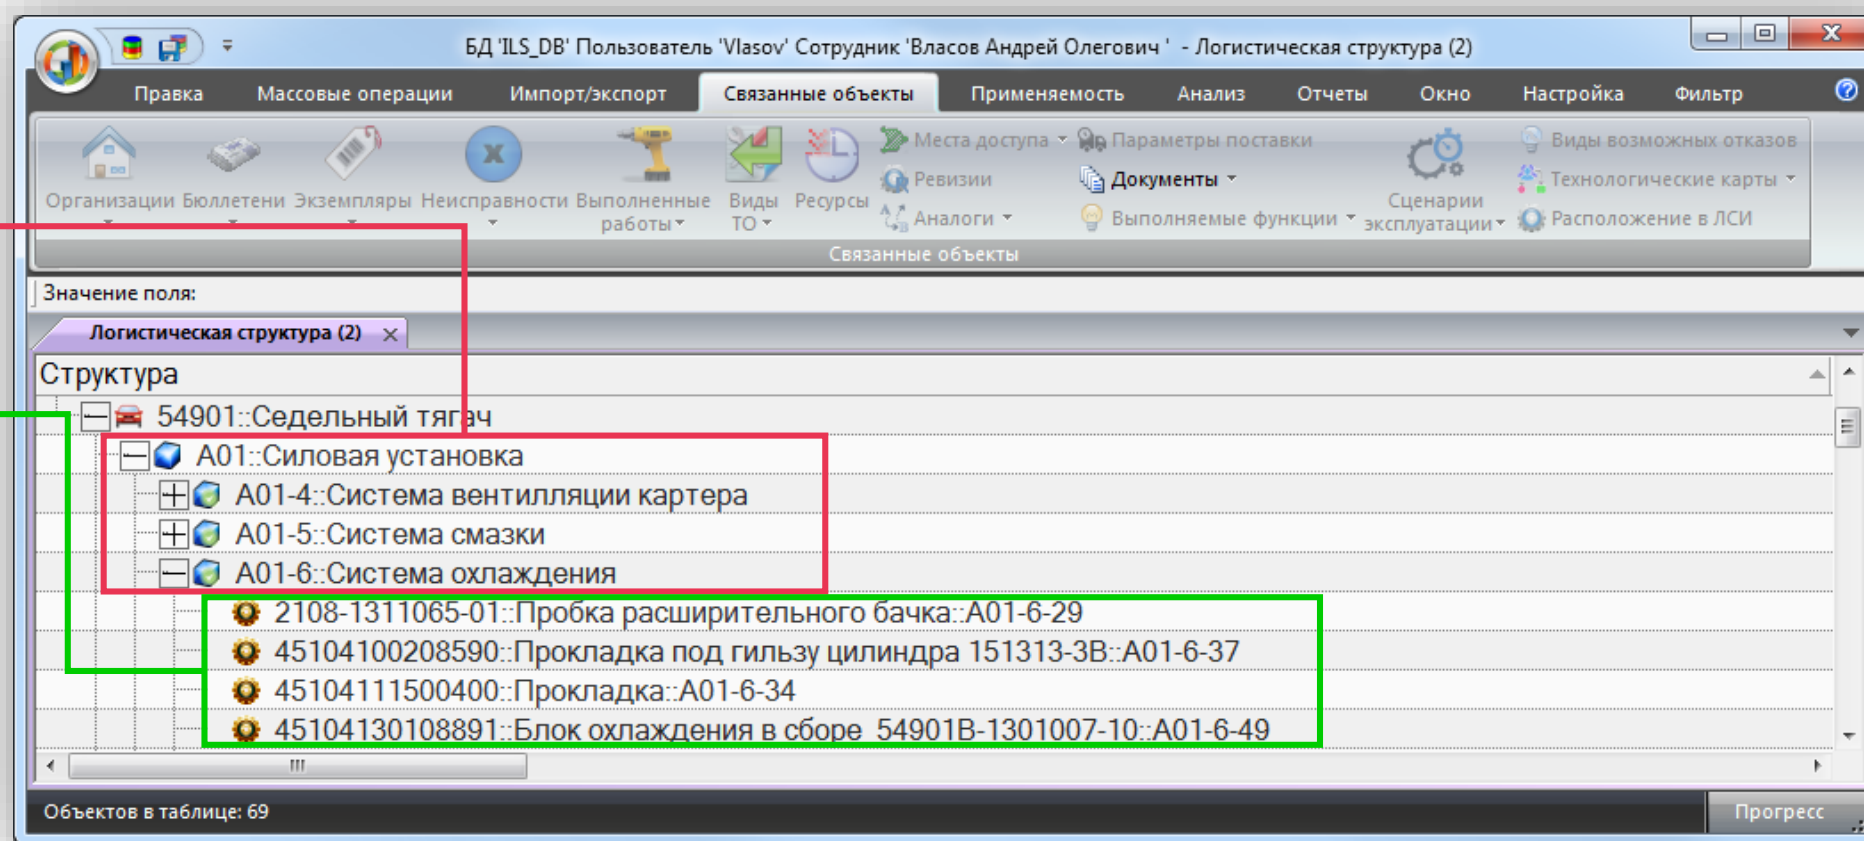 БД 'ILS_DB' Пользователь 'Vlasov' Сотрудник 'Власов Андрей Олегович ' - Логистическая структура (2)
Правка Массовые операции Импорт/экспорт Связанные объекты Применяемость Анализ Отчеты Окно Настройка Фильтр
Места доступа Параметры поставки Виды возможных отказов
Ревизии Документы Технологические карты
Организации Бюллетени Экземпляры Неисправности Выполненные работы Виды ТО Ресурсы Аналоги Выполняемые функции Сценарии эксплуатации Расположение в ЛСИ
Связанные объекты
Значение поля:
Логистическая структура (2)
Структура
54901::Седельный тягач
А01::Силовая установка
А01-4::Система вентилляции картера
А01-5::Система смазки
А01-6::Система охлаждения
2108-1311065-01::Пробка расширительного бачка::А01-6-29
45104100208590::Прокладка под гильзу цилиндра 151313-3В::А01-6-37
45104111500400::Прокладка::А01-6-34
45104130108891::Блок охлаждения в сборе 54901В-1301007-10::А01-6-49
Объектов в таблице: 69
Прогресс